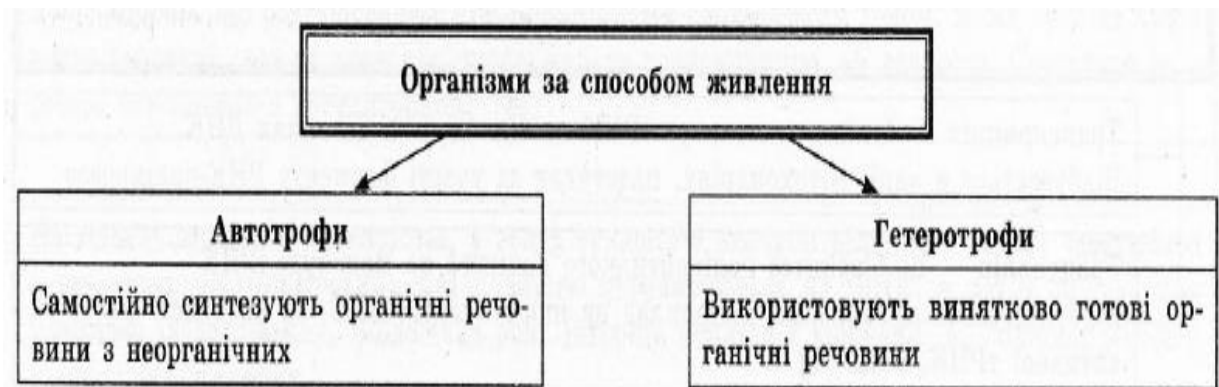 Організми за способом живлення
Автотрофи
Самостійно синтезують органічні речо-
вини з неорганічних
Гетеротрофи
Використовують винятково готові ор-
ганічні речовини